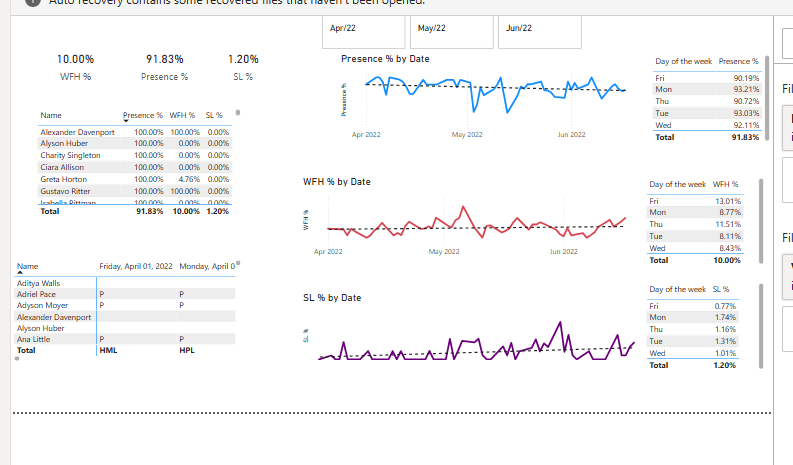 Auto recovery contains some recovered files that haven't been opened.
Apr/22 May/22 Jun/22
10.00% 91.83% 1.20%
WFH % Presence % SL %
Name Presence % WFH % SL %
Alexander Davenport 100.00% 100.00% 0.00%
Alyson Huber 100.00% 0.00% 0.00%
Charity Singleton 100.00% 0.00% 0.00%
Ciara Allison 100.00% 0.00% 0.00%
Greta Horton 100.00% 4.76% 0.00%
Gustavo Ritter 100.00% 100.00% 0.00%
Isabella Pittman 100.00% 0.00% 0.00%
Total 91.83% 10.00% 1.20%
Name Friday, April 01, 2022 Monday, April 0
Aditya Walls
Adriel Pace P P
Adyson Moyer P P
Alexander Davenport
Alyson Huber
Ana Little P P
Total HML HPL
Presence % by Date
Presence %
Apr 2022 May 2022 Jun 2022
Day of the week Presence %
Fri 90.19%
Mon 93.21%
Thu 90.72%
Tue 93.03%
Wed 92.11%
Total 91.83%
WFH % by Date
WFH %
Apr 2022 May 2022 Jun 2022
Day of the week WFH %
Fri 13.01%
Mon 8.77%
Thu 11.51%
Tue 8.11%
Wed 8.43%
Total 10.00%
SL % by Date
SL %
Day of the week SL %
Fri 0.77%
Mon 1.74%
Thu 1.16%
Tue 1.31%
Wed 1.01%
Total 1.20%
Fil
Fil